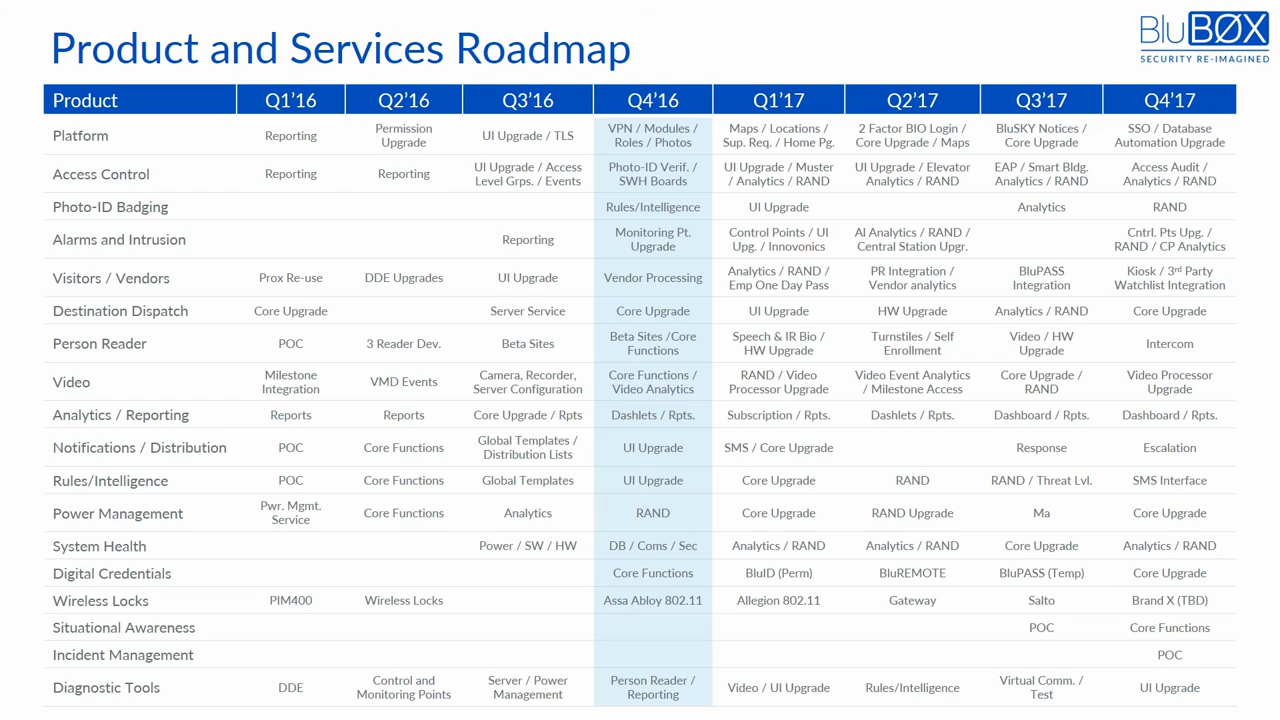 Product and Services Roadmap
BluBØX
SECURITY RE-IMAGINED
Product Q1’16 Q2’16 Q3’16 Q4’16 Q1’17 Q2’17 Q3’17 Q4’17
Platform Reporting Permission Upgrade UI Upgrade / TLS VPN / Modules / Roles / Photos Maps / Locations / Sup. Req. / Home Pg. 2 Factor BIO Login / Core Upgrade / Maps BluSKY Notices / Core Upgrade SSO / Database Automation Upgrade
Access Control Reporting Reporting UI Upgrade / Access Level Grps. / Events Photo-ID Verif. / SWH Boards UI Upgrade / Muster / Analytics / RAND UI Upgrade / Elevator Analytics / RAND EAP / Smart Bldg. Analytics / RAND Access Audit / Analytics / RAND
Photo-ID Badging Rules/Intelligence UI Upgrade Analytics RAND
Alarms and Intrusion Reporting Monitoring Pt. Upgrade Control Points / UI Upg. / Innovonics AI Analytics / RAND / Central Station Upgr. Cntrl. Pts Upg. / RAND / CP Analytics
Visitors / Vendors Prox Re-use DDE Upgrades UI Upgrade Vendor Processing Analytics / RAND / Emp One Day Pass PR Integration / Vendor analytics BluPASS Integration Kiosk / 3rd Party Watchlist Integration
Destination Dispatch Core Upgrade Server Service Core Upgrade UI Upgrade HW Upgrade Analytics / RAND Core Upgrade
Person Reader POC 3 Reader Dev. Beta Sites Beta Sites /Core Functions Speech & IR Bio / HW Upgrade Turnstiles / Self Enrollment Video / HW Upgrade Intercom
Video Milestone Integration VMD Events Camera, Recorder, Server Configuration Core Functions / Video Analytics RAND / Video Processor Upgrade Video Event Analytics / Milestone Access Core Upgrade / RAND Video Processor Upgrade
Analytics / Reporting Reports Reports Core Upgrade / Rpts Dashlets / Rpts. Subscription / Rpts. Dashlets / Rpts. Dashboard / Rpts. Dashboard / Rpts.
Notifications / Distribution POC Core Functions Global Templates / Distribution Lists UI Upgrade SMS / Core Upgrade Response Escalation
Rules/Intelligence POC Core Functions Global Templates UI Upgrade Core Upgrade RAND RAND / Threat Lvl. SMS Interface
Power Management Pwr. Mgmt. Service Core Functions Analytics RAND Core Upgrade RAND Upgrade Ma Core Upgrade
System Health Power / SW / HW DB / Coms / Sec Analytics / RAND Analytics / RAND Core Upgrade Analytics / RAND
Digital Credentials Core Functions BluID (Perm) BluREMOTE BluPASS (Temp) Core Upgrade
Wireless Locks PIM400 Wireless Locks Assa Abloy 802.11 Allegion 802.11 Gateway Salto Brand X (TBD)
Situational Awareness POC Core Functions
Incident Management POC
Diagnostic Tools DDE Control and Monitoring Points Server / Power Management Person Reader / Reporting Video / UI Upgrade Rules/Intelligence Virtual Comm. / Test UI Upgrade